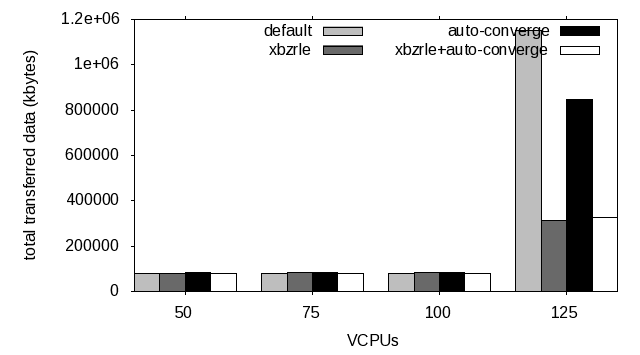 total transferred data (kbytes)
1.2e+06
1e+06
800000
600000
400000
200000
0
default
xbzrle
auto-converge
xbzrle+auto-converge
50 75 100 125
VCPUs